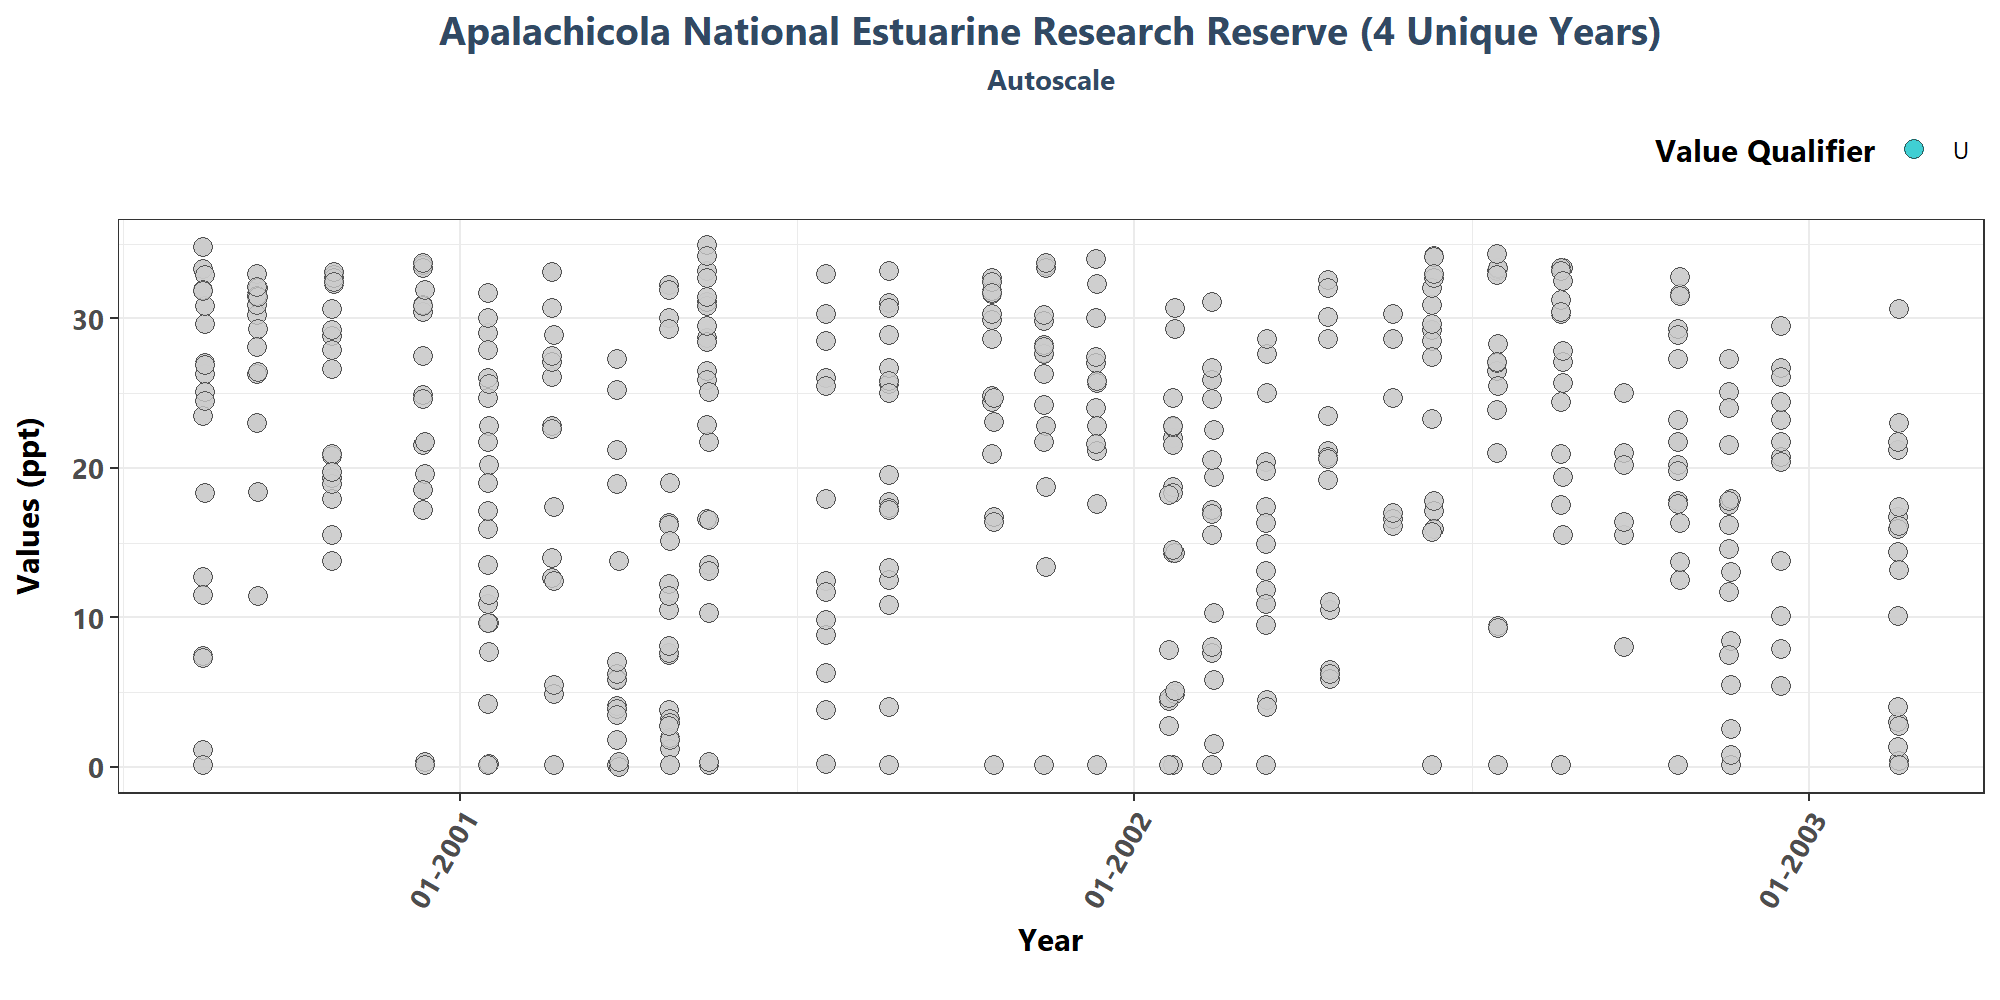 Apalachicola National Estuarine Research Reserve (4 Unique Years)
Autoscale
Value Qualifier U
Values (ppt)
30
20
10
0
01-2001
01-2002
01-2003
Year